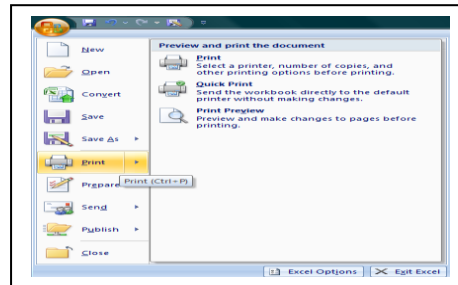 New
Open
Convert
Save
Save As
Print
Prepare
Print (Ctrl+P)
Send
Publish
Close
Preview and print the document
Print
Select a printer, number of copies, and
other printing options before printing.
Quick Print
Send the workbook directly to the default
printer without making changes.
Print Preview
Preview and make changes to pages before
printing.
Excel Options
Exit Excel